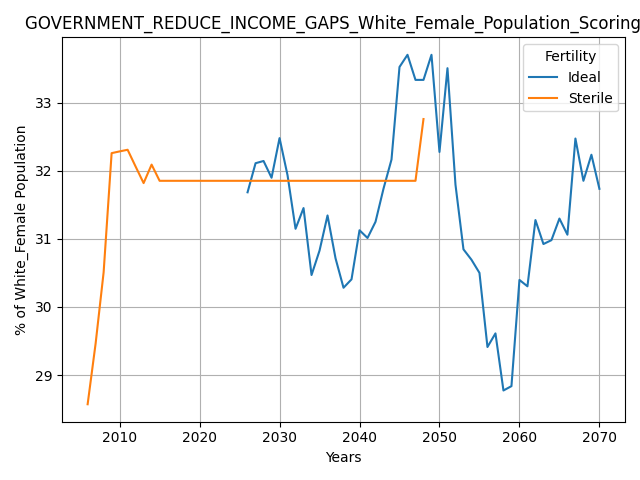 GOVERNMENT_REDUCE_INCOME_GAPS_White_Female_Population_Scoring
Fertility
Ideal
Sterile
% of White_Female Population
33
32
31
30
29
2010 2020 2030 2040 2050 2060 2070
Years